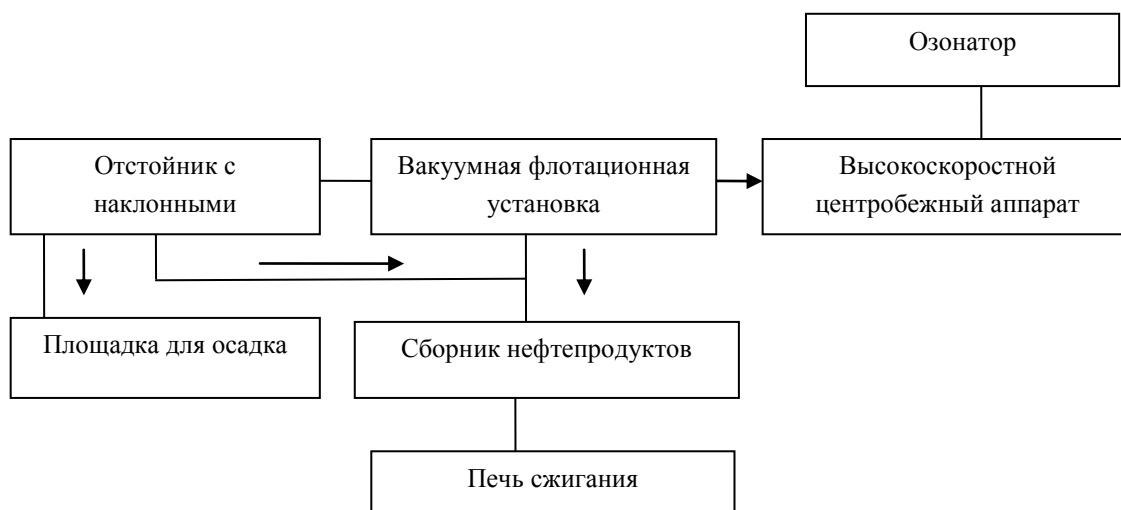 Озонатор
Отстойник с
наклонными
Вакуумная флотационная
установка
Высокоскоростной
центробежный аппарат
Площадка для осадка
Сборник нефтепродуктов
Печь сжигания